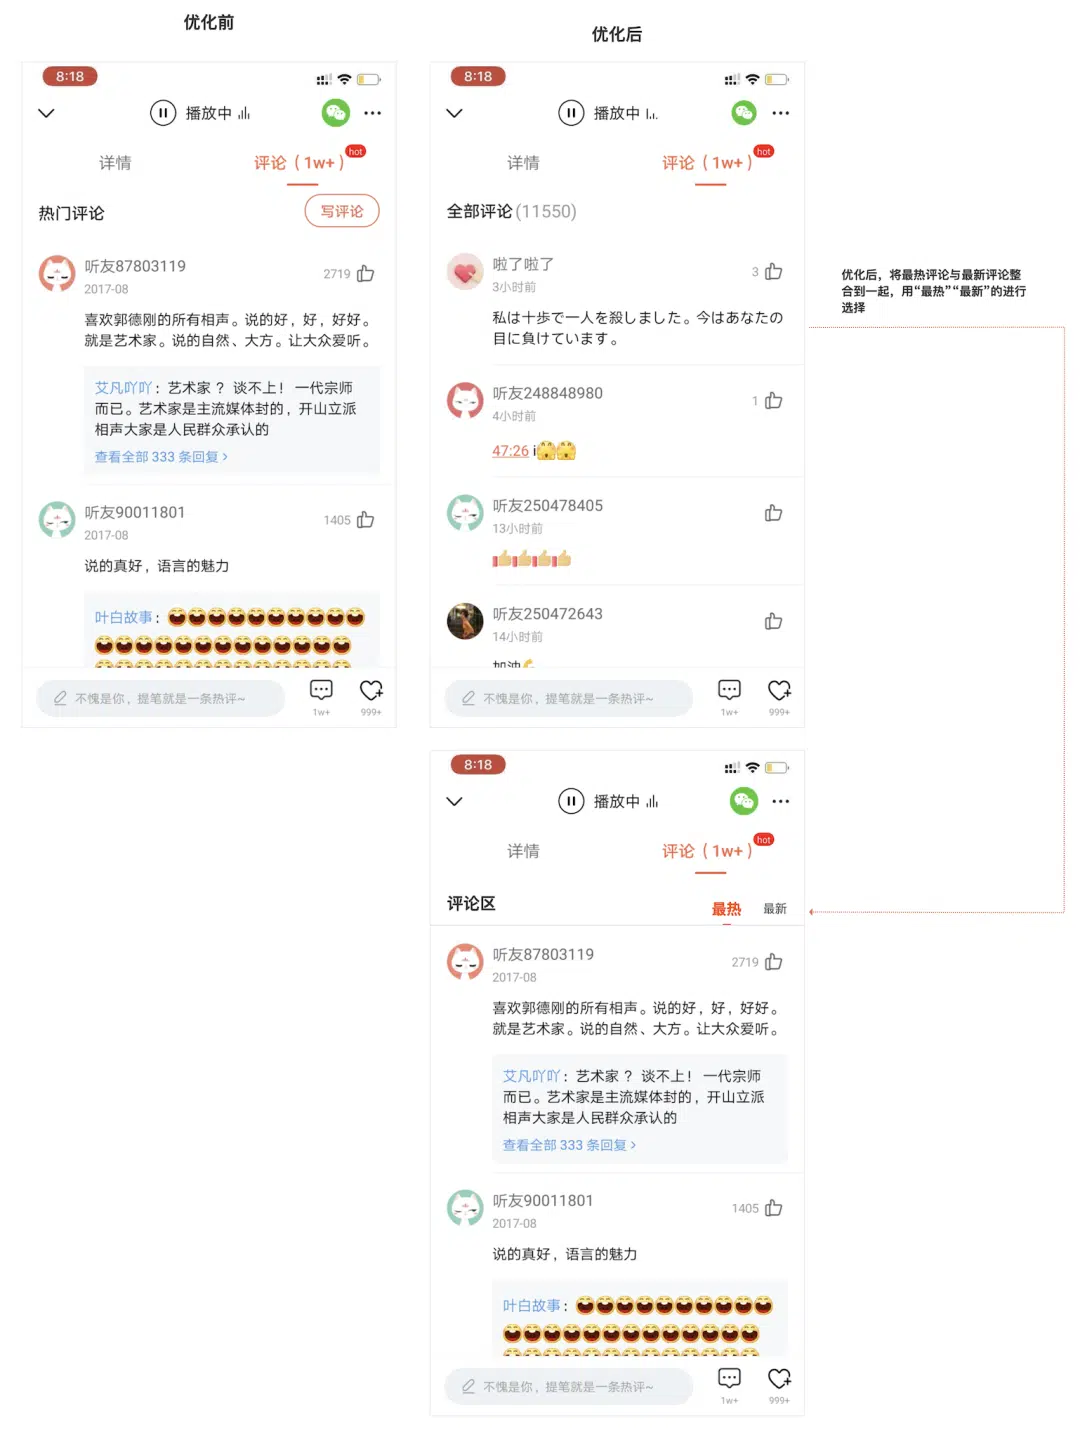 优化前
8:18
播放中
详情
评论（1w+）
hot
热门评论
写评论
听友87803119
2719
2017-08
喜欢郭德刚的所有相声。说的好，好，好好。
就是艺术家。说的自然、大方。让大众爱听。
艾凡吖吖：艺术家？ 谈不上！ 一代宗师
而已。艺术家是主流媒体封的，开山立派
相声大家是人民群众承认的
查看全部 333 条回复
听友90011801
1405
2017-08
说的真好，语言的魅力
叶白故事：
不愧是你，提笔就是一条热评~
1w+
999+
优化后
8:18
播放中
详情
评论（1w+）
hot
全部评论(11550)
啦了啦了
3
3小时前
私は十歩で一人を殺しました。今はあなたの
目に負けています。
听友248848980
1
4小时前
47:26 i
听友250478405
13小时前
听友250472643
14小时前
加油
不愧是你，提笔就是一条热评~
1w+
999+
优化后，将最热评论与最新评论整
合到一起，用“最热”“最新”的进行
选择
8:18
播放中
详情
评论（1w+）
hot
评论区
最热
最新
听友87803119
2719
2017-08
喜欢郭德刚的所有相声。说的好，好，好好。
就是艺术家。说的自然、大方。让大众爱听。
艾凡吖吖：艺术家？ 谈不上！ 一代宗师
而已。艺术家是主流媒体封的，开山立派
相声大家是人民群众承认的
查看全部 333 条回复
听友90011801
1405
2017-08
说的真好，语言的魅力
叶白故事：
不愧是你，提笔就是一条热评~
1w+
999+